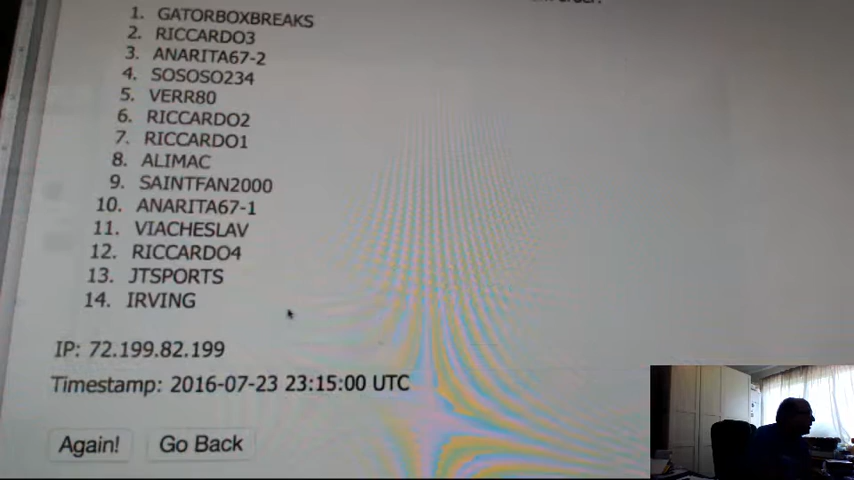 1. GATORBOXBREAKS
2. RICCARDO3
3. ANARITA67-2
4. SOSOSO234
5. VERR80
6. RICCARDO2
7. RICCARDO1
8. ALIMAC
9. SAINTFAN2000
10. ANARITA67-1
11. VIACHESLAV
12. RICCARDO4
13. JTSPORTS
14. IRVING
IP: 72.199.82.199
Timestamp: 2016-07-23 23:15:00 UTC
Again! Go Back